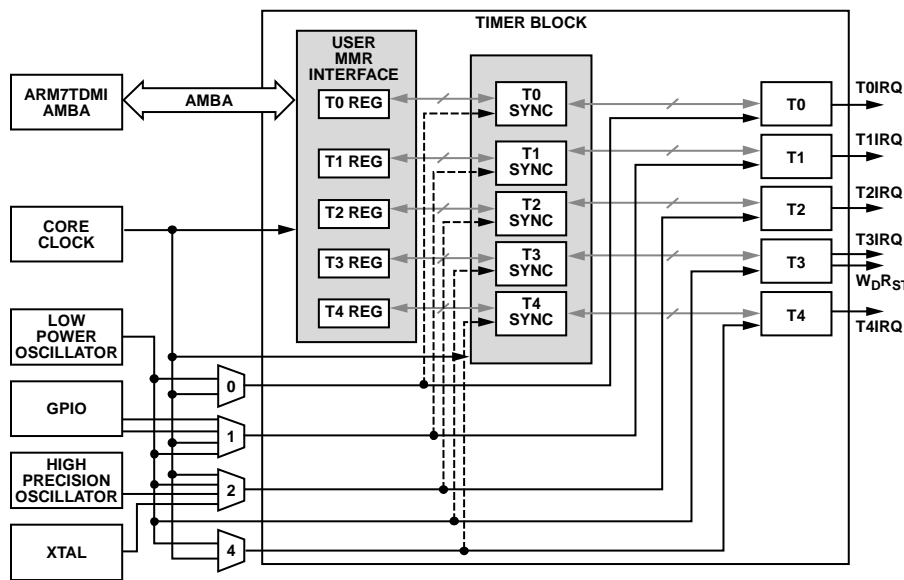 TIMER BLOCK
USER
MMR
INTERFACE
ARM7TDMI
AMBA
AMBA
T0 REG
T0
SYNC
T0
T0IRQ
T1 REG
T1
SYNC
T1
T1IRQ
CORE
CLOCK
T2 REG
T2
SYNC
T2
T2IRQ
T3 REG
T3
SYNC
T3
T3IRQ
WDRST
LOW
POWER
OSCILLATOR
T4 REG
T4
SYNC
T4
T4IRQ
0
GPIO
1
HIGH
PRECISION
OSCILLATOR
2
XTAL
4